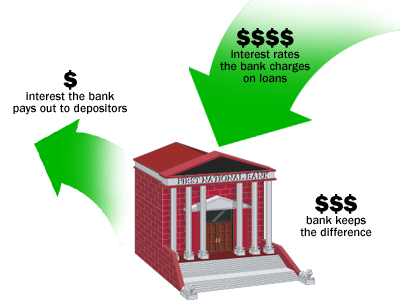 $$$$
interest rates
the bank charges
on loans
$
interest the bank
pays out to depositors
FIRST NATIONAL BANK
$$$
bank keeps
the difference